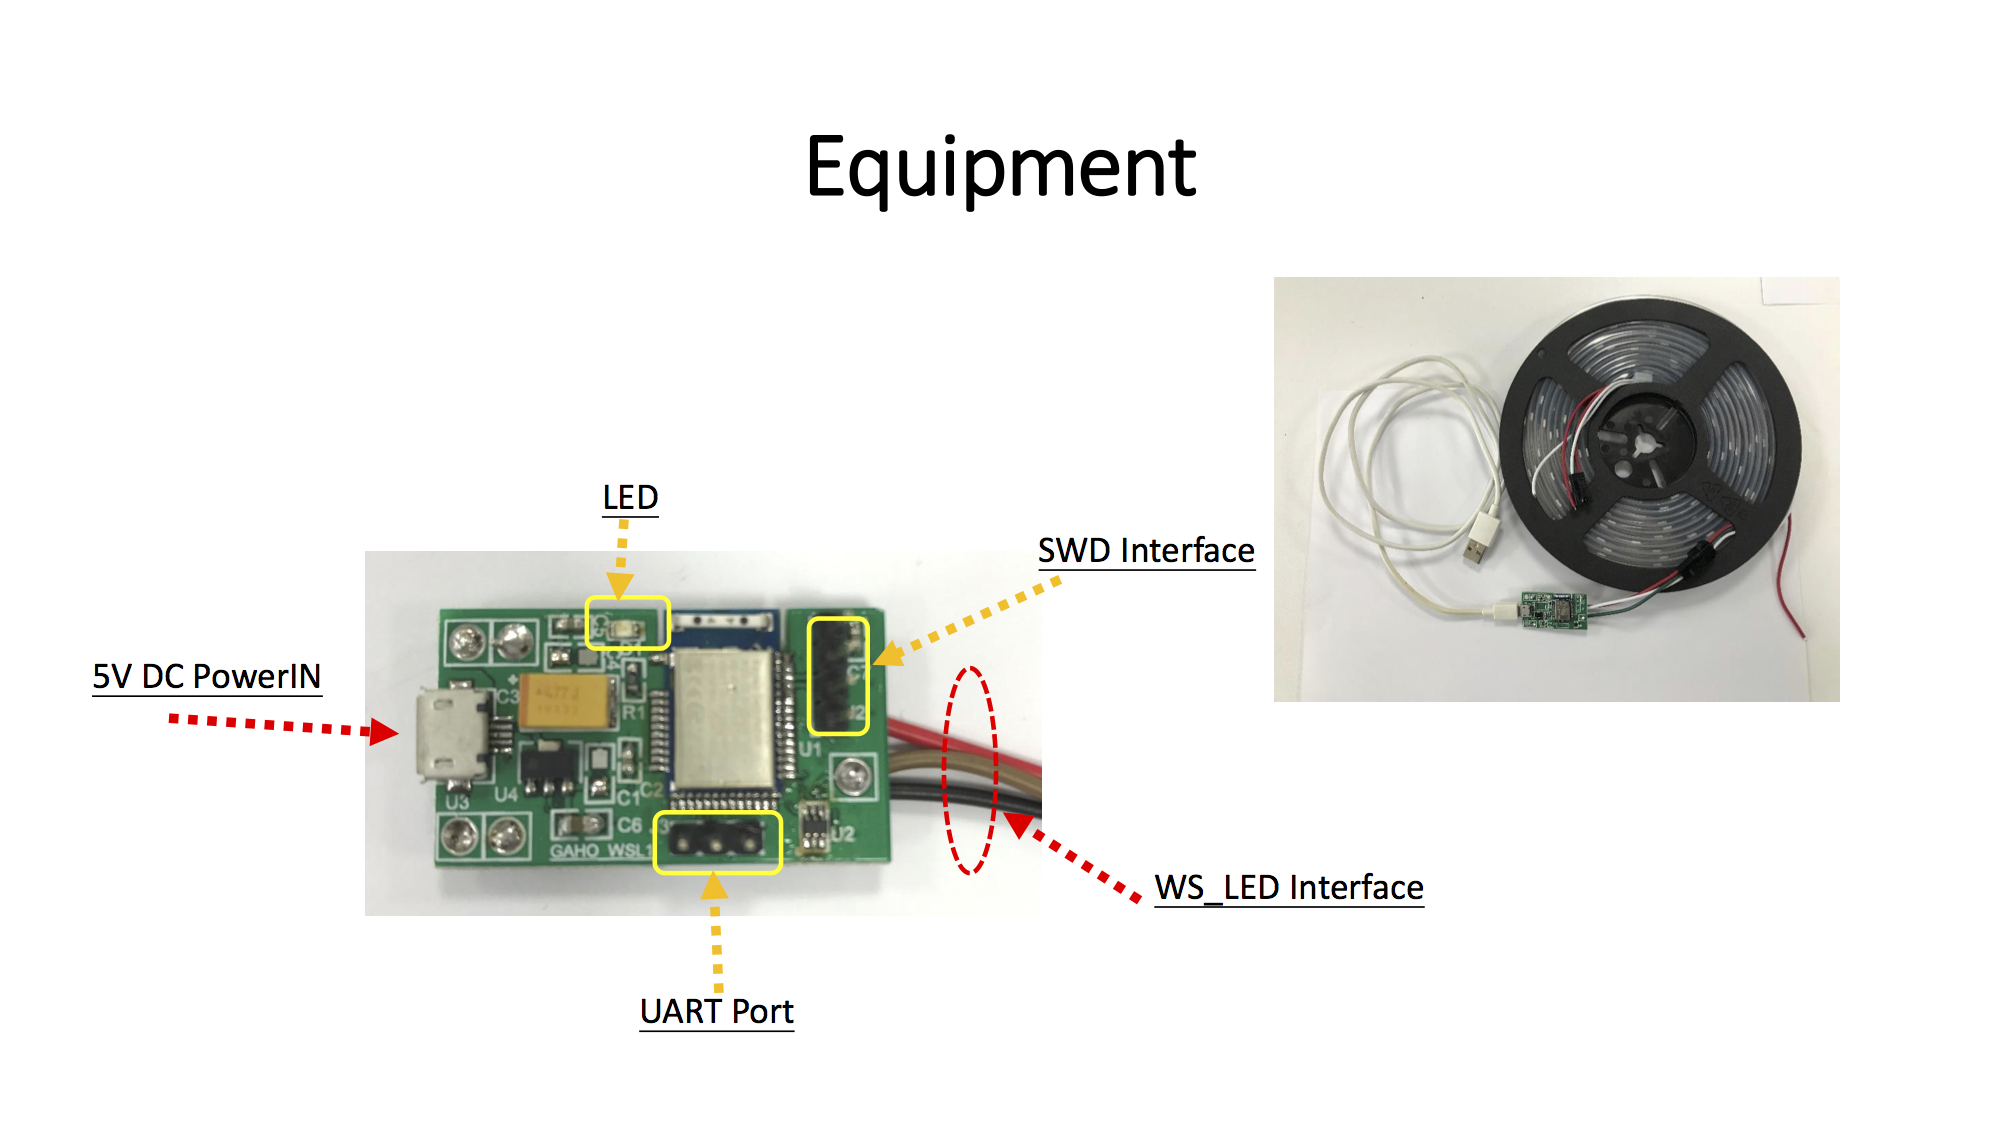 Equipment
LED
SWD Interface
5V DC PowerIN
WS_LED Interface
UART Port
C3
R1
U1
U3
U4
C1
C2
C6
U2
GAHO_WSL1